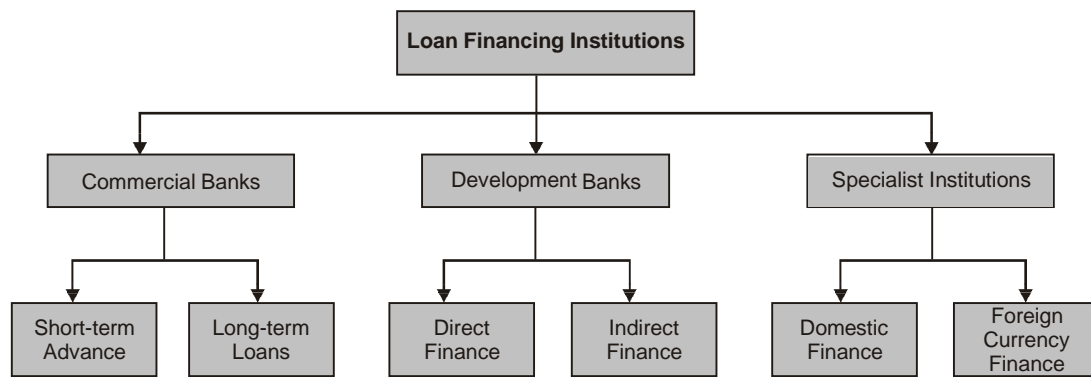 Loan Financing Institutions
Commercial Banks
Development Banks
Specialist Institutions
Short-term
Advance
Long-term
Loans
Direct
Finance
Indirect
Finance
Domestic
Finance
Foreign
Currency
Finance